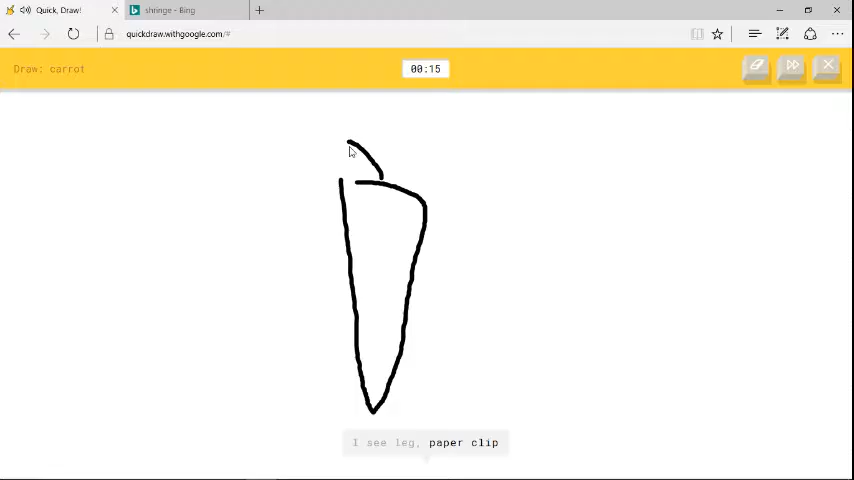 Quick, Draw!
shringe - Bing
quickdraw.withgoogle.com/#
Draw: carrot
00:15
I see leg, paper clip